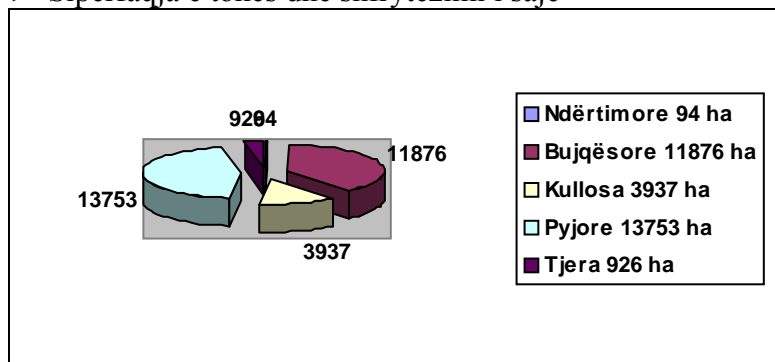 Ndërtimore 94 ha
Bujqësore 11876 ha
Kullosa 3937 ha
Pyjore 13753 ha
Tjera 926 ha
11876
13753
3937